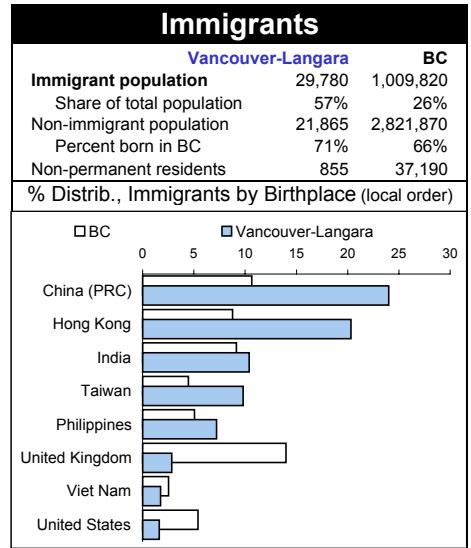 Immigrants
Vancouver-Langara BC
Immigrant population 29,780 1,009,820
Share of total population 57% 26%
Non-immigrant population 21,865 2,821,870
Percent born in BC 71% 66%
Non-permanent residents 855 37,190
% Distrib., Immigrants by Birthplace (local order)
BC Vancouver-Langara
0 5 10 15 20 25 30
China (PRC)
Hong Kong
India
Taiwan
Philippines
United Kingdom
Viet Nam
United States